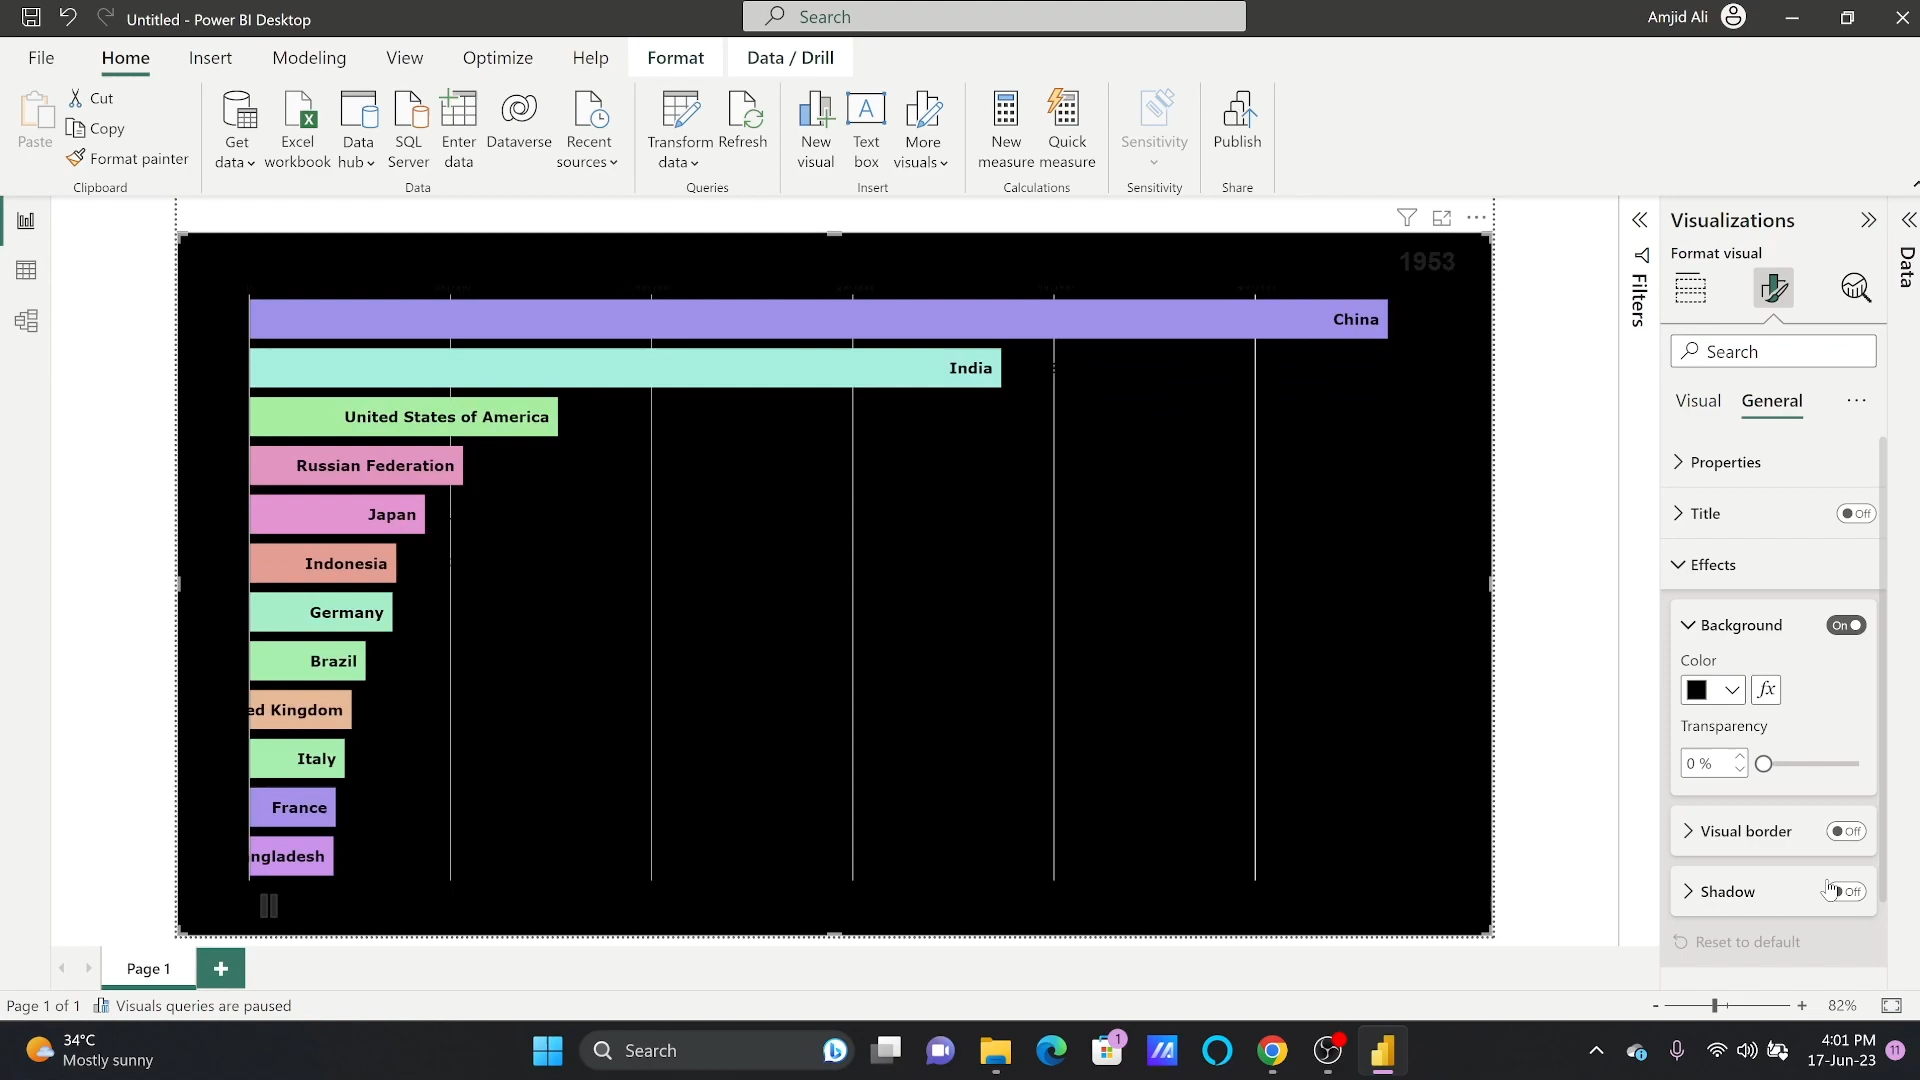 Untitled - Power BI Desktop
Search
Amjid Ali
File Home Insert Modeling View Optimize Help Format Data / Drill
Paste
Cut
Copy
Format painter
Clipboard
Get data
Excel workbook
Data hub
SQL Server
Enter data
Dataverse
Recent sources
Data
Transform data
Refresh
Queries
New visual
Text box
More visuals
Insert
New measure
Quick measure
Calculations
Sensitivity
Sensitivity
Publish
Share
1953
China
India
United States of America
Russian Federation
Japan
Indonesia
Germany
Brazil
ed Kingdom
Italy
France
ngladesh
Filters
Visualizations
Format visual
Search
Visual General
Properties
Title Off
Effects
Background On
Color
fx
Transparency
0 %
Visual border Off
Shadow Off
Reset to default
Data
Page 1
Page 1 of 1 Visuals queries are paused
- + 82%
34°C
Mostly sunny
Search
1
4:01 PM
17-Jun-23
11